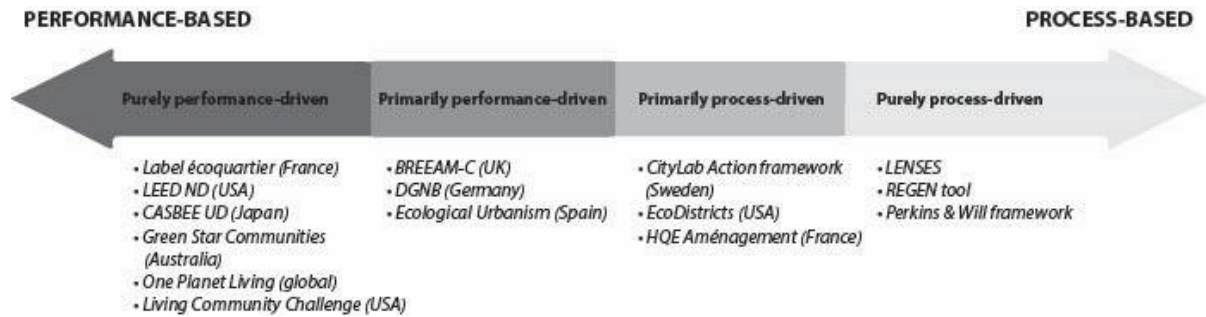 PERFORMANCE-BASED
PROCESS-BASED
Purely performance-driven
Primarily performance-driven
Primarily process-driven
Purely process-driven
• Label écoquartier (France)
• LEED ND (USA)
• CASBEE UD (Japan)
• Green Star Communities
(Australia)
• One Planet Living (global)
• Living Community Challenge (USA)
• BREEAM-C (UK)
• DGNB (Germany)
• Ecological Urbanism (Spain)
• CityLab Action framework
(Sweden)
• EcoDistricts (USA)
• HQE Aménagement (France)
• LENSES
• REGEN tool
• Perkins & Will framework